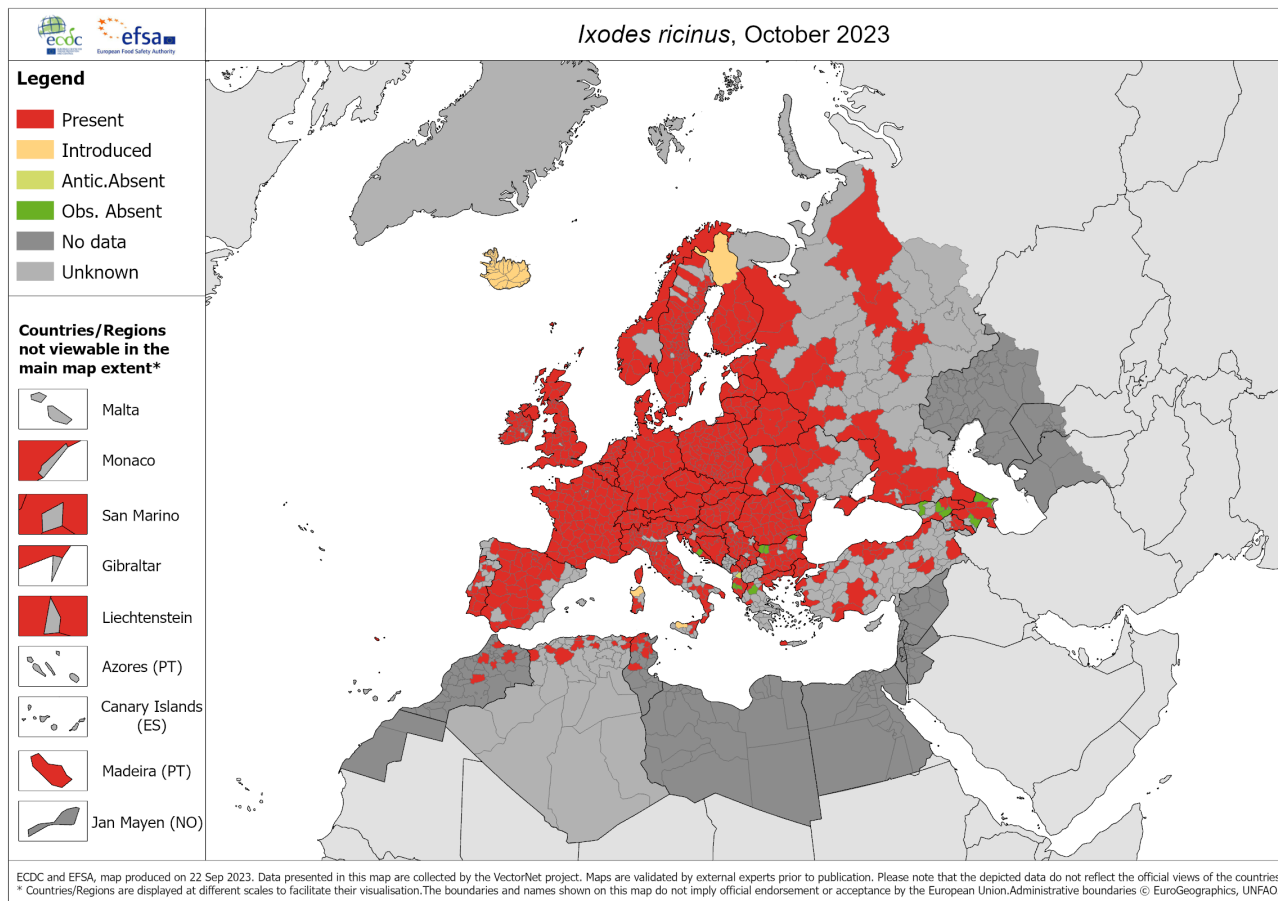 ecdc
efsa
European Food Safety Authority
Ixodes ricinus, October 2023
Legend
Present
Introduced
Antic.Absent
Obs. Absent
No data
Unknown
Countries/Regions
not viewable in the
main map extent*
Malta
Monaco
San Marino
Gibraltar
Liechtenstein
Azores (PT)
Canary Islands
(ES)
Madeira (PT)
Jan Mayen (NO)
ECDC and EFSA, map produced on 22 Sep 2023. Data presented in this map are collected by the VectorNet project. Maps are validated by external experts prior to publication. Please note that the depicted data do not reflect the official views of the countries
* Countries/Regions are displayed at different scales to facilitate their visualisation.The boundaries and names shown on this map do not imply official endorsement or acceptance by the European Union.Administrative boundaries © EuroGeographics, UNFAO